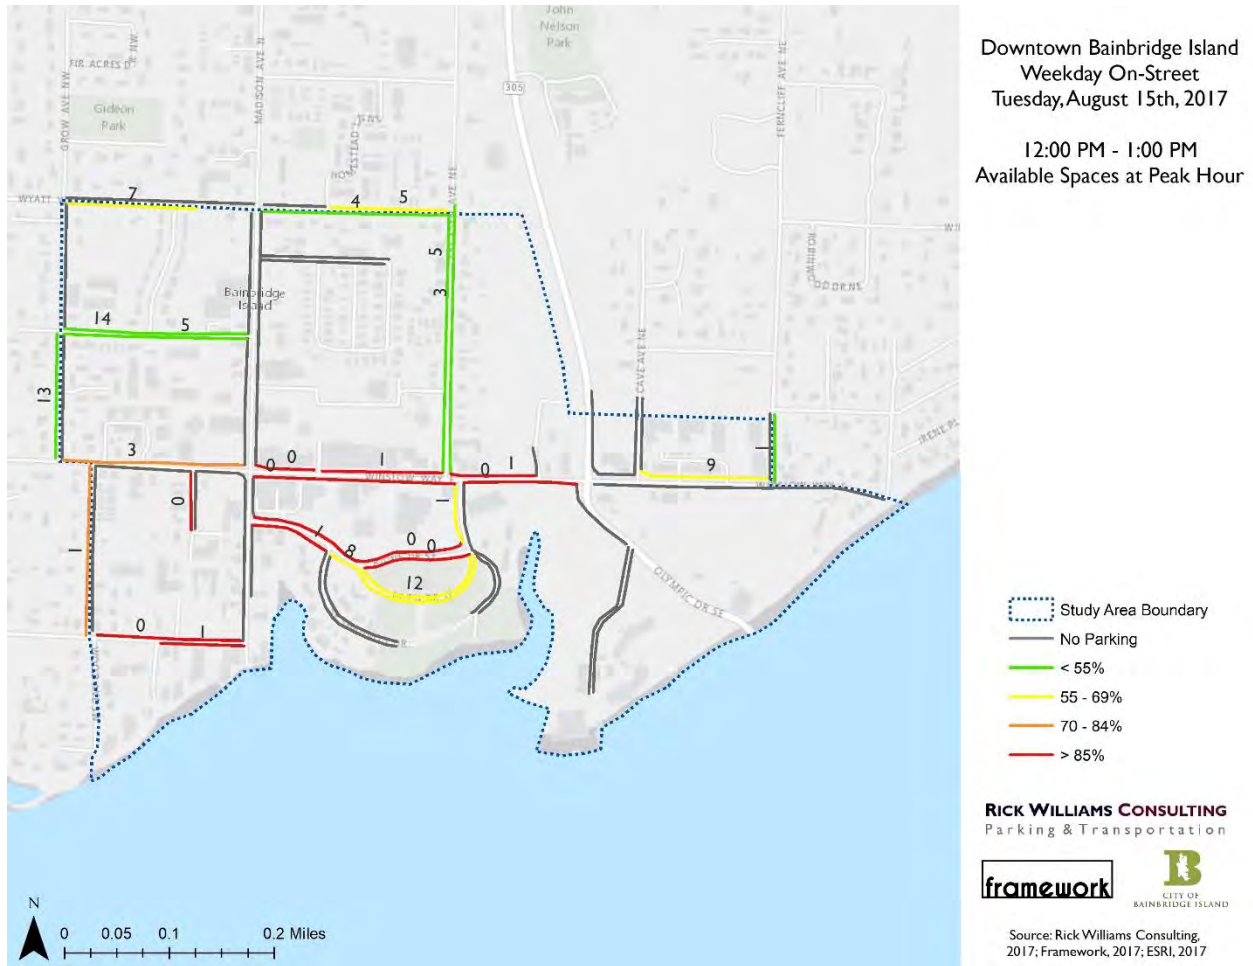 Downtown Bainbridge Island
Weekday On-Street
Tuesday, August 15th, 2017
12:00 PM - 1:00 PM
Available Spaces at Peak Hour
John
Nelson
Park
FIR ACRES DR NW
GROW AVE NW
MADISON AVE N
Gideon
Park
305
FERNCLIFF AVE NE
WYATT
AVE NE
7
4
5
5
3
Bainbridge
Island
14
5
13
CAVE AVE NE
3
0
0
1
0
1
9
1
IRENE PL
WINSLOW WAY
0
1
1
8
0
0
12
1
0
1
OLYMPIC DR SE
Study Area Boundary
No Parking
< 55%
55 - 69%
70 - 84%
> 85%
RICK WILLIAMS CONSULTING
Parking & Transportation
framework
B
CITY OF
BAINBRIDGE ISLAND
Source: Rick Williams Consulting,
2017; Framework, 2017; ESRI, 2017
N
0 0.05 0.1 0.2 Miles